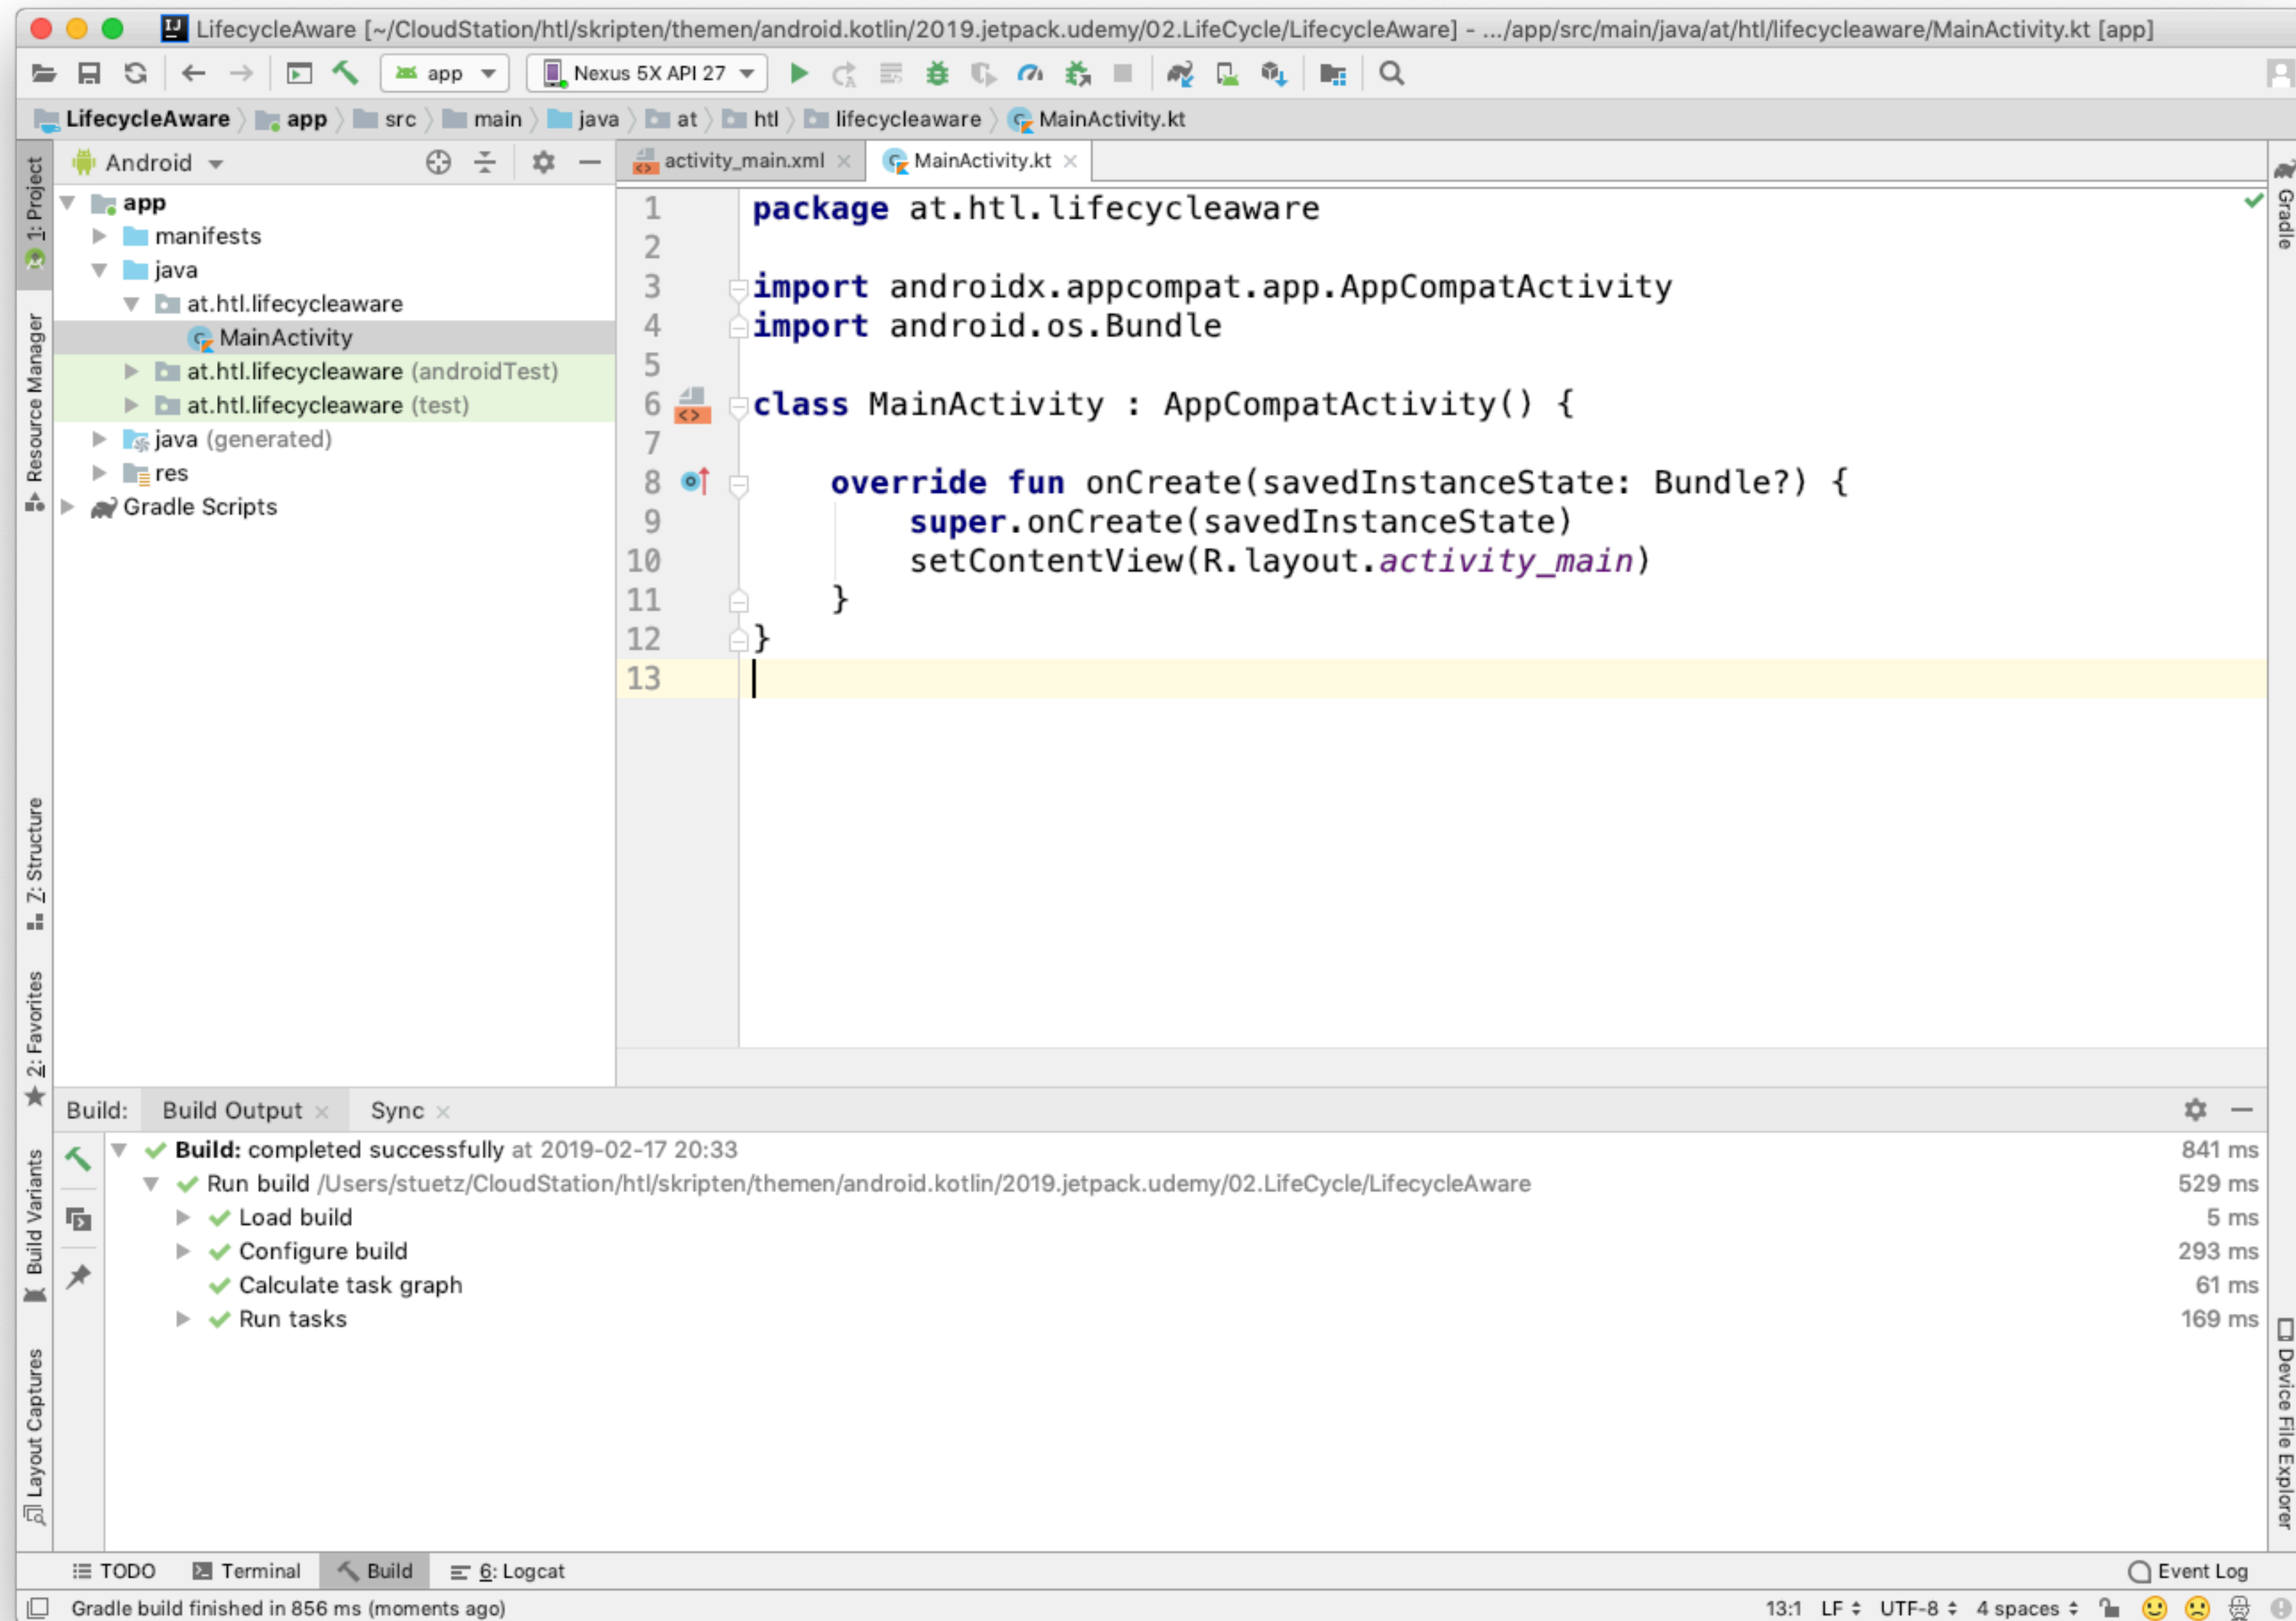 LifecycleAware [~/CloudStation/htl/skripten/themen/android.kotlin/2019.jetpack.udemy/02.LifeCycle/LifecycleAware] - .../app/src/main/java/at/htl/lifecycleaware/MainActivity.kt [app]
app
Nexus 5X API 27
LifecycleAware app src main java at htl lifecycleaware MainActivity.kt
1: Project
Resource Manager
7: Structure
2: Favorites
Build Variants
Layout Captures
Android
app
manifests
java
at.htl.lifecycleaware
MainActivity
at.htl.lifecycleaware (androidTest)
at.htl.lifecycleaware (test)
java (generated)
res
Gradle Scripts
activity_main.xml
MainActivity.kt
1 package at.htl.lifecycleaware
2
3 import androidx.appcompat.app.AppCompatActivity
4 import android.os.Bundle
5
6 class MainActivity : AppCompatActivity() {
7
8 override fun onCreate(savedInstanceState: Bundle?) {
9 super.onCreate(savedInstanceState)
10 setContentView(R.layout.activity_main)
11 }
12 }
13
Gradle
Device File Explorer
Build: Build Output Sync
Build: completed successfully at 2019-02-17 20:33 841 ms
Run build /Users/stuetz/CloudStation/htl/skripten/themen/android.kotlin/2019.jetpack.udemy/02.LifeCycle/LifecycleAware 529 ms
Load build 5 ms
Configure build 293 ms
Calculate task graph 61 ms
Run tasks 169 ms
TODO Terminal Build 6: Logcat Event Log
Gradle build finished in 856 ms (moments ago) 13:1 LF UTF-8 4 spaces